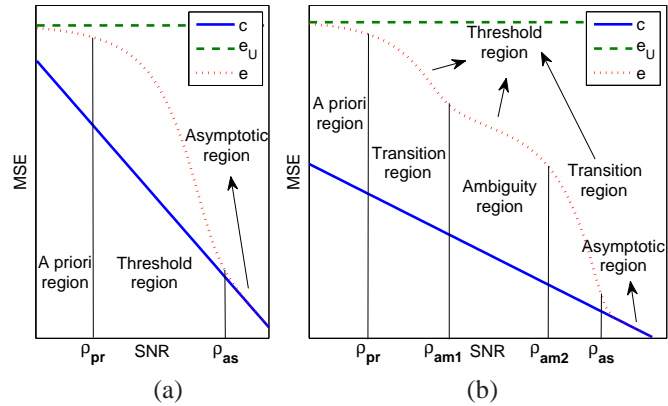 c
e_U
e
MSE
A priori
region
Threshold
region
Asymptotic
region
ρ_pr
SNR
ρ_as
(a)
c
e_U
e
MSE
Threshold
region
A priori
region
Transition
region
Ambiguity
region
Transition
region
Asymptotic
region
ρ_pr
ρ_am1
SNR
ρ_am2
ρ_as
(b)